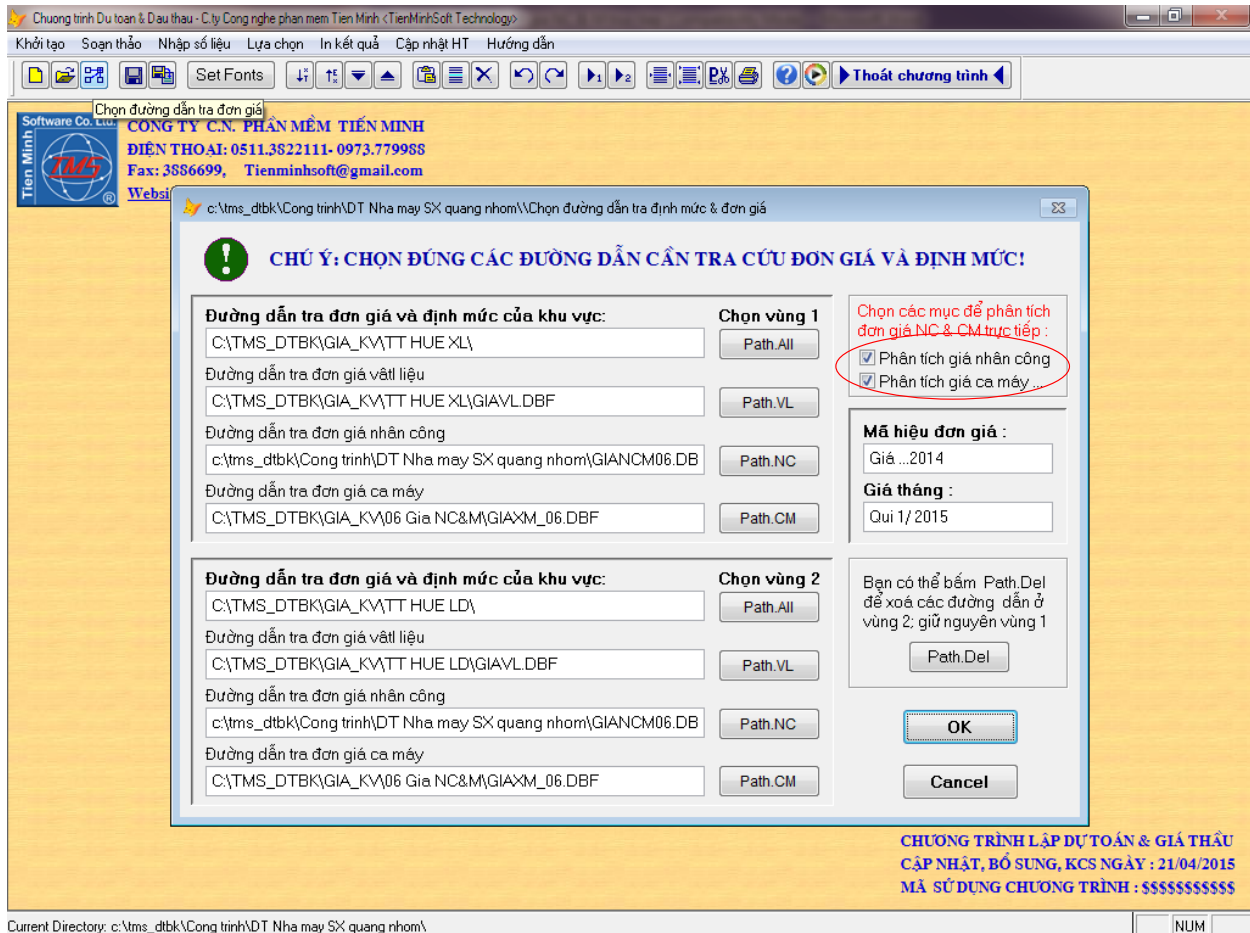 Chuong trinh Du toan & Dau thau - C.ty Cong nghe phan mem Tien Minh <TienMinhSoft Technology>
Khởi tạo Soạn thảo Nhập số liệu Lựa chọn In kết quả Cập nhật HT Hướng dẫn
Set Fonts
Thoát chương trình
Chọn đường dẫn tra đơn giá
Software Co. Ltd.
Tien Minh
TMS
CÔNG TY C.N. PHẦN MỀM TIẾN MINH
ĐIỆN THOẠI: 0511.3822111- 0973.779988
Fax: 3886699, Tienminhsoft@gmail.com
Websi
c:\tms_dtbk\Cong trinh\DT Nha may SX quang nhom\\Chọn đường dẫn tra định mức & đơn giá
CHÚ Ý: CHỌN ĐÚNG CÁC ĐƯỜNG DẪN CẦN TRA CỨU ĐƠN GIÁ VÀ ĐỊNH MỨC!
Đường dẫn tra đơn giá và định mức của khu vực: Chọn vùng 1
C:\TMS_DTBK\GIA_KV\TT HUE XL\ Path.All
Đường dẫn tra đơn giá vâtl liệu
C:\TMS_DTBK\GIA_KV\TT HUE XL\GIAVL.DBF Path.VL
Đường dẫn tra đơn giá nhân công
c:\tms_dtbk\Cong trinh\DT Nha may SX quang nhom\GIANCM06.DB Path.NC
Đường dẫn tra đơn giá ca máy
C:\TMS_DTBK\GIA_KV\06 Gia NC&M\GIAXM_06.DBF Path.CM
Chọn các mục để phân tích
đơn giá NC & CM trực tiếp :
Phân tích giá nhân công
Phân tích giá ca máy ...
Mã hiệu đơn giá :
Giá ...2014
Giá tháng :
Qui 1/ 2015
Đường dẫn tra đơn giá và định mức của khu vực: Chọn vùng 2
C:\TMS_DTBK\GIA_KV\TT HUE LD\ Path.All
Đường dẫn tra đơn giá vâtl liệu
C:\TMS_DTBK\GIA_KV\TT HUE LD\GIAVL.DBF Path.VL
Đường dẫn tra đơn giá nhân công
c:\tms_dtbk\Cong trinh\DT Nha may SX quang nhom\GIANCM06.DB Path.NC
Đường dẫn tra đơn giá ca máy
C:\TMS_DTBK\GIA_KV\06 Gia NC&M\GIAXM_06.DBF Path.CM
Bạn có thể bấm Path.Del
để xoá các đường dẫn ở
vùng 2; giữ nguyên vùng 1
Path.Del
OK
Cancel
CHƯƠNG TRÌNH LẬP DỰ TOÁN & GIÁ THẦU
CẬP NHẬT, BỔ SUNG, KCS NGÀY : 21/04/2015
MÃ SỬ DỤNG CHƯƠNG TRÌNH : $$$$$$$$$$$
Current Directory: c:\tms_dtbk\Cong trinh\DT Nha may SX quang nhom\ NUM